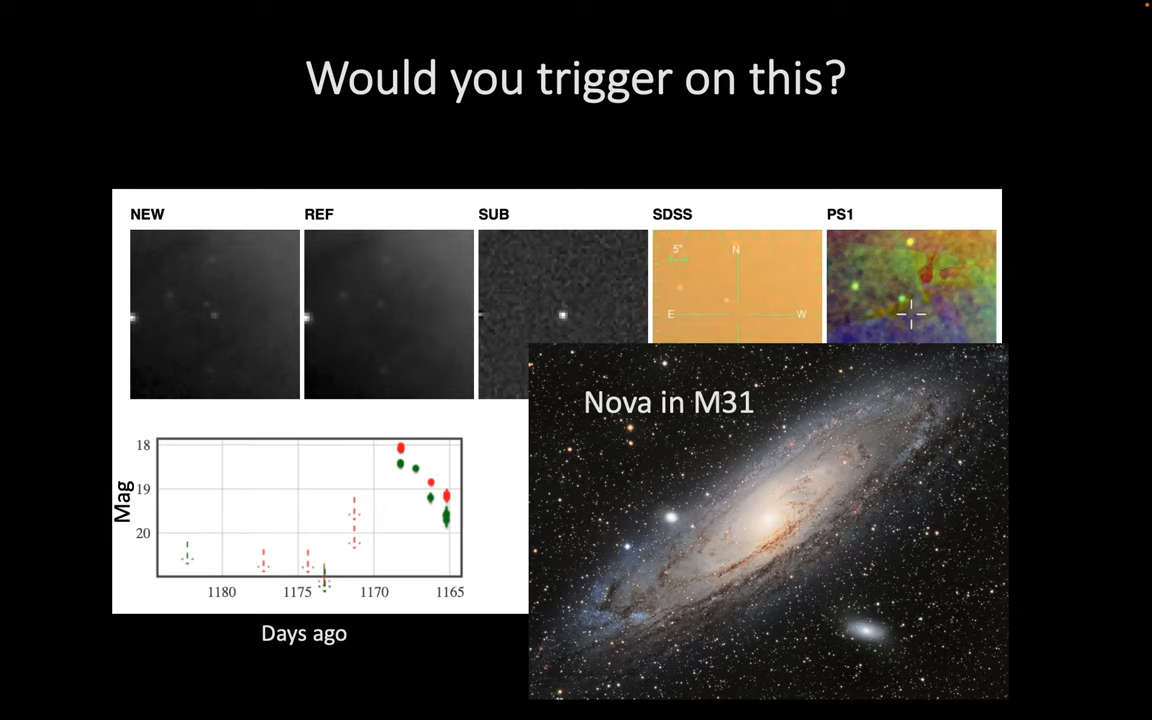 Would you trigger on this?
NEW REF SUB SDSS PS1
5" N
E W
Nova in M31
18
19
20
Mag
1180 1175 1170 1165
Days ago